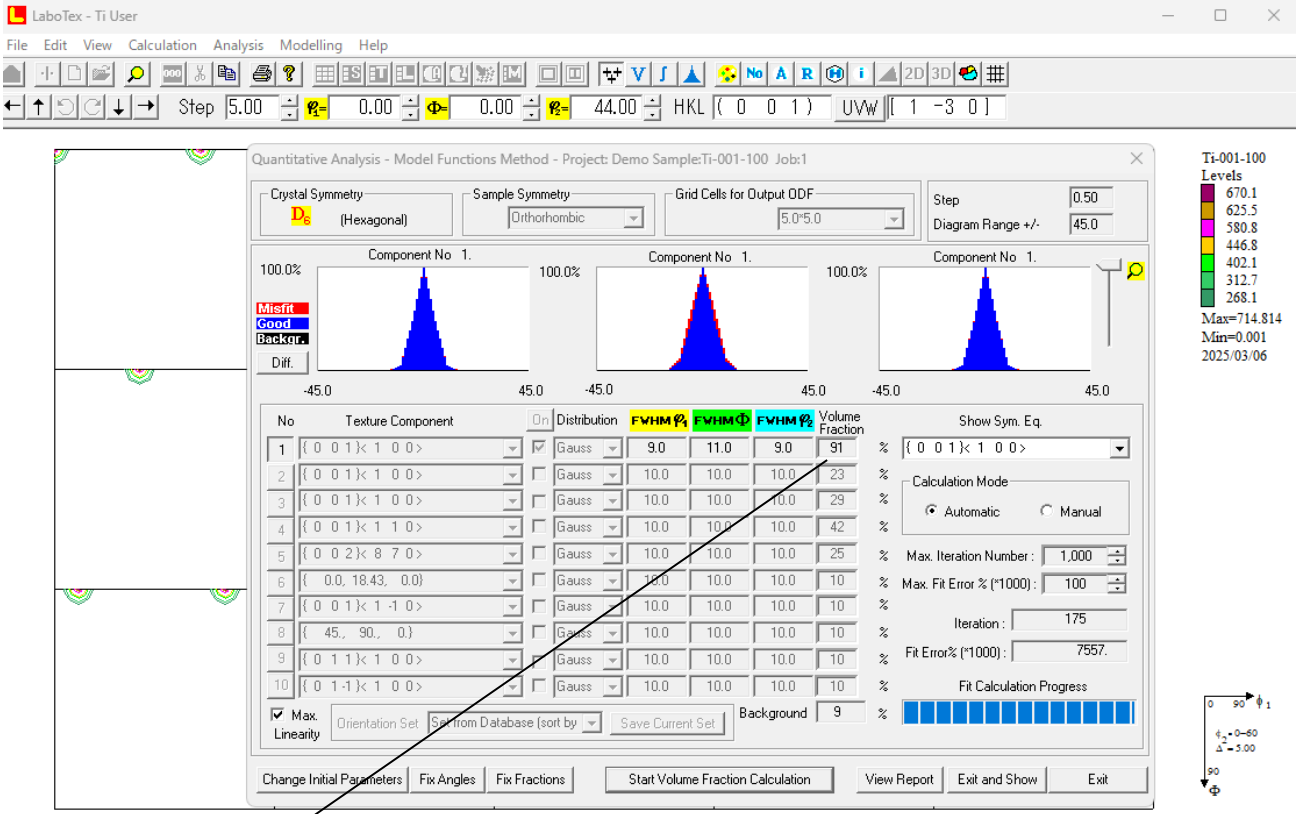 LaboTex - Ti User
File Edit View Calculation Analysis Modelling Help
No A R H i 2D 3D
Step 5.00 φ1= 0.00 Φ= 0.00 φ2= 44.00 HKL ( 0 0 1 ) UVW [ 1 -3 0 ]
Quantitative Analysis - Model Functions Method - Project: Demo Sample:Ti-001-100 Job:1
Crystal Symmetry
D6 (Hexagonal)
Sample Symmetry
Orthorhombic
Grid Cells for Output ODF
5.0*5.0
Step 0.50
Diagram Range +/- 45.0
Component No 1. Component No 1. Component No 1.
100.0% 100.0% 100.0%
Misfit
Good
Backgr.
Diff.
-45.0 45.0 -45.0 45.0 -45.0 45.0
No Texture Component On Distribution FWHM φ1 FWHM Φ FWHM φ2 Volume Fraction
1 { 0 0 1}< 1 0 0> Gauss 9.0 11.0 9.0 91 %
2 { 0 0 1}< 1 0 0> Gauss 10.0 10.0 10.0 23 %
3 { 0 0 1}< 1 0 0> Gauss 10.0 10.0 10.0 29 %
4 { 0 0 1}< 1 1 0> Gauss 10.0 10.0 10.0 42 %
5 { 0 0 2}< 8 7 0> Gauss 10.0 10.0 10.0 25 %
6 { 0.0, 18.43, 0.0} Gauss 10.0 10.0 10.0 10 %
7 { 0 0 1}< 1 -1 0> Gauss 10.0 10.0 10.0 10 %
8 { 45., 90., 0.} Gauss 10.0 10.0 10.0 10 %
9 { 0 1 1}< 1 0 0> Gauss 10.0 10.0 10.0 10 %
10 { 0 1 -1}< 1 0 0> Gauss 10.0 10.0 10.0 10 %
Max. Linearity
Orientation Set Set from Database (sort by Save Current Set
Background 9 %
Show Sym. Eq.
{ 0 0 1}< 1 0 0>
Calculation Mode
Automatic Manual
Max. Iteration Number : 1,000
Max. Fit Error % (*1000) : 100
Iteration : 175
Fit Error% (*1000) : 7557.
Fit Calculation Progress
Change Initial Parameters Fix Angles Fix Fractions Start Volume Fraction Calculation View Report Exit and Show Exit
Ti-001-100
Levels
670.1
625.5
580.8
446.8
402.1
312.7
268.1
Max=714.814
Min=0.001
2025/03/06
0 90 ϕ1
ϕ2=0-60
Δ=5.00
90
Φ